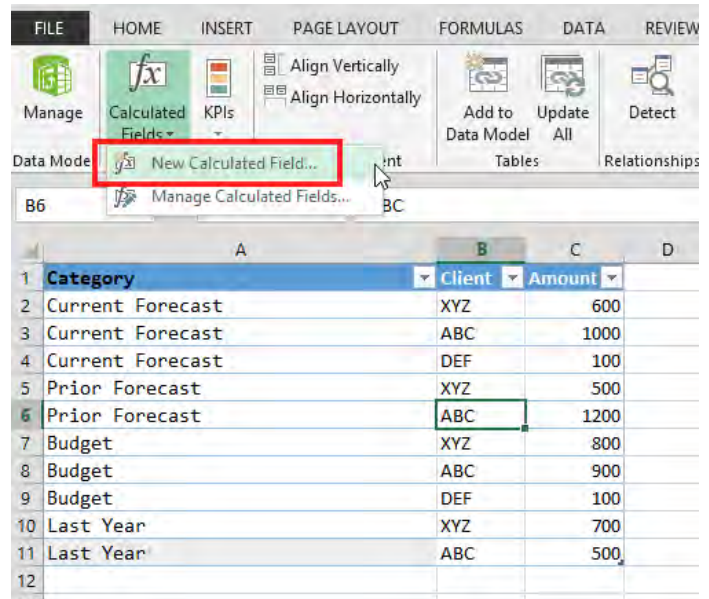 FILE HOME INSERT PAGE LAYOUT FORMULAS DATA REVIEW
Manage
fx
Calculated
Fields
KPIs
Align Vertically
Align Horizontally
Add to
Data Model
Update
All
Detect
Data Mode
Tables
Relationships
New Calculated Field...
Manage Calculated Fields...
B6 BC
A B C D
1 Category Client Amount
2 Current Forecast XYZ 600
3 Current Forecast ABC 1000
4 Current Forecast DEF 100
5 Prior Forecast XYZ 500
6 Prior Forecast ABC 1200
7 Budget XYZ 800
8 Budget ABC 900
9 Budget DEF 100
10 Last Year XYZ 700
11 Last Year ABC 500
12